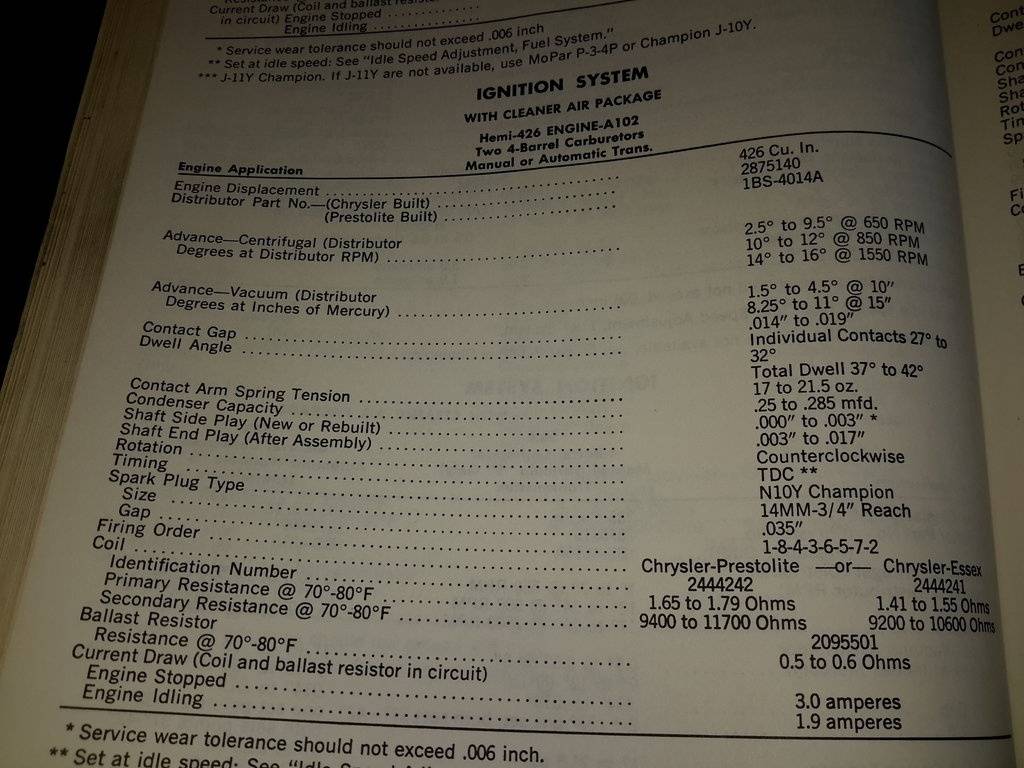 Current Draw (Coil and ballast resistor
in circuit) Engine Stopped ............
Engine Idling ............
* Service wear tolerance should not exceed .006 inch
** Set at idle speed: See "Idle Speed Adjustment, Fuel System."
*** J-11Y Champion. If J-11Y are not available, use MoPar P-3-4P or Champion J-10Y.
IGNITION SYSTEM
WITH CLEANER AIR PACKAGE
Hemi-426 ENGINE-A102
Two 4-Barrel Carburetors
Manual or Automatic Trans.
Engine Application
Engine Displacement ............ 426 Cu. In.
Distributor Part No.—(Chrysler Built) ............ 2875140
(Prestolite Built) ............ 1BS-4014A
Advance—Centrifugal (Distributor
Degrees at Distributor RPM) ............ 2.5° to 9.5° @ 650 RPM
10° to 12° @ 850 RPM
14° to 16° @ 1550 RPM
Advance—Vacuum (Distributor
Degrees at Inches of Mercury) ............ 1.5° to 4.5° @ 10"
8.25° to 11° @ 15"
Contact Gap ............ .014" to .019"
Dwell Angle ............ Individual Contacts 27° to
32°
Total Dwell 37° to 42°
Contact Arm Spring Tension ............ 17 to 21.5 oz.
Condenser Capacity ............ .25 to .285 mfd.
Shaft Side Play (New or Rebuilt) ............ .000" to .003" *
Shaft End Play (After Assembly) ............ .003" to .017"
Rotation ............ Counterclockwise
Timing ............ TDC **
Spark Plug Type ............ N10Y Champion
Size ............ 14MM-3/4" Reach
Gap ............ .035"
Firing Order ............ 1-8-4-3-6-5-7-2
Coil ............ Chrysler-Prestolite —or— Chrysler-Essex
Identification Number ............ 2444242 2444241
Primary Resistance @ 70°-80°F ............ 1.65 to 1.79 Ohms 1.41 to 1.55 Ohms
Secondary Resistance @ 70°-80°F ............ 9400 to 11700 Ohms 9200 to 10600 Ohms
Ballast Resistor 2095501
Resistance @ 70°-80°F ............ 0.5 to 0.6 Ohms
Current Draw (Coil and ballast resistor in circuit)
Engine Stopped ............ 3.0 amperes
Engine Idling ............ 1.9 amperes
* Service wear tolerance should not exceed .006 inch.
** Set at idle speed: See